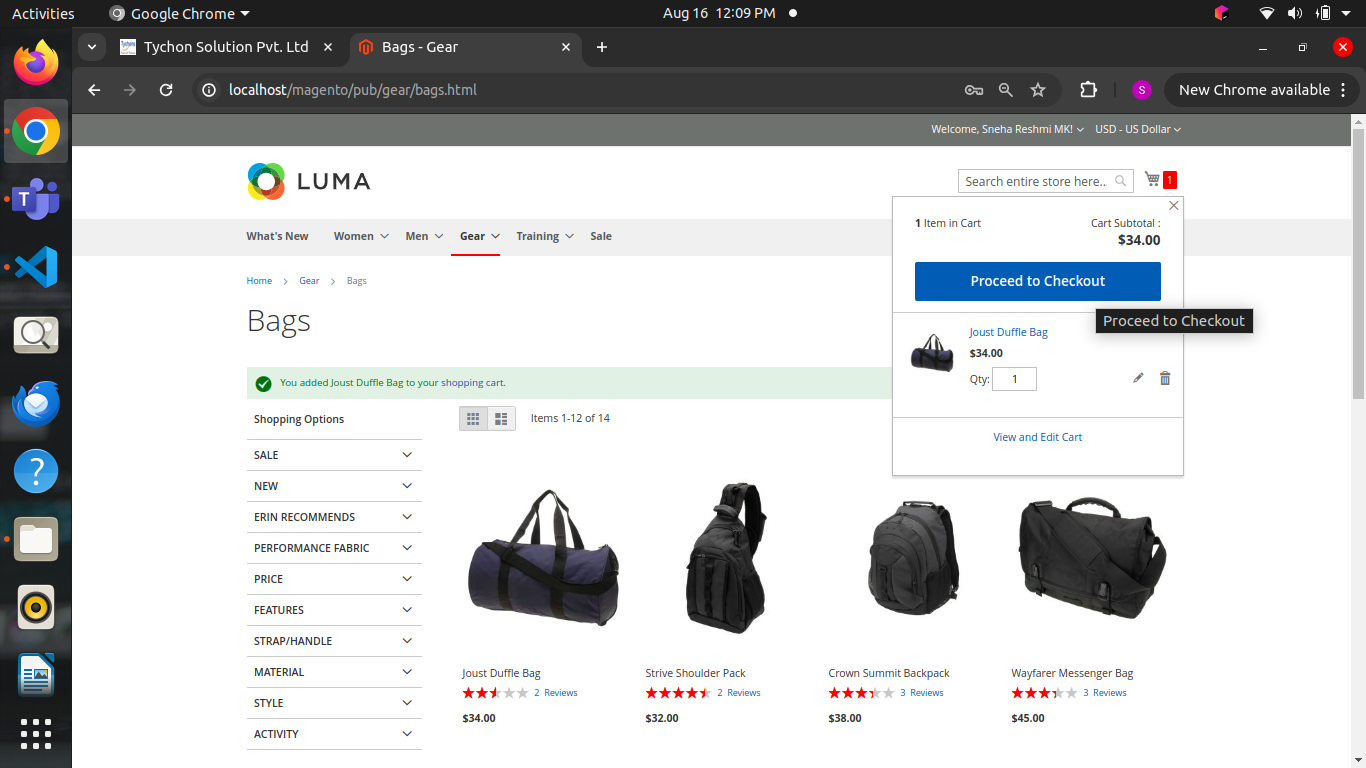 Activities
Google Chrome
Aug 16 12:09 PM
Tychon Solution Pvt. Ltd
Bags - Gear
localhost/magento/pub/gear/bags.html
S
New Chrome available
Welcome, Sneha Reshmi MK!
USD - US Dollar
LUMA
Search entire store here...
1
What's New
Women
Men
Gear
Training
Sale
1 Item in Cart
Cart Subtotal :
$34.00
Proceed to Checkout
Proceed to Checkout
Joust Duffle Bag
$34.00
Qty: 1
View and Edit Cart
Home
Gear
Bags
Bags
You added Joust Duffle Bag to your shopping cart.
Shopping Options
Items 1-12 of 14
SALE
NEW
ERIN RECOMMENDS
PERFORMANCE FABRIC
PRICE
FEATURES
STRAP/HANDLE
MATERIAL
STYLE
ACTIVITY
Joust Duffle Bag
2 Reviews
$34.00
Strive Shoulder Pack
2 Reviews
$32.00
Crown Summit Backpack
3 Reviews
$38.00
Wayfarer Messenger Bag
3 Reviews
$45.00